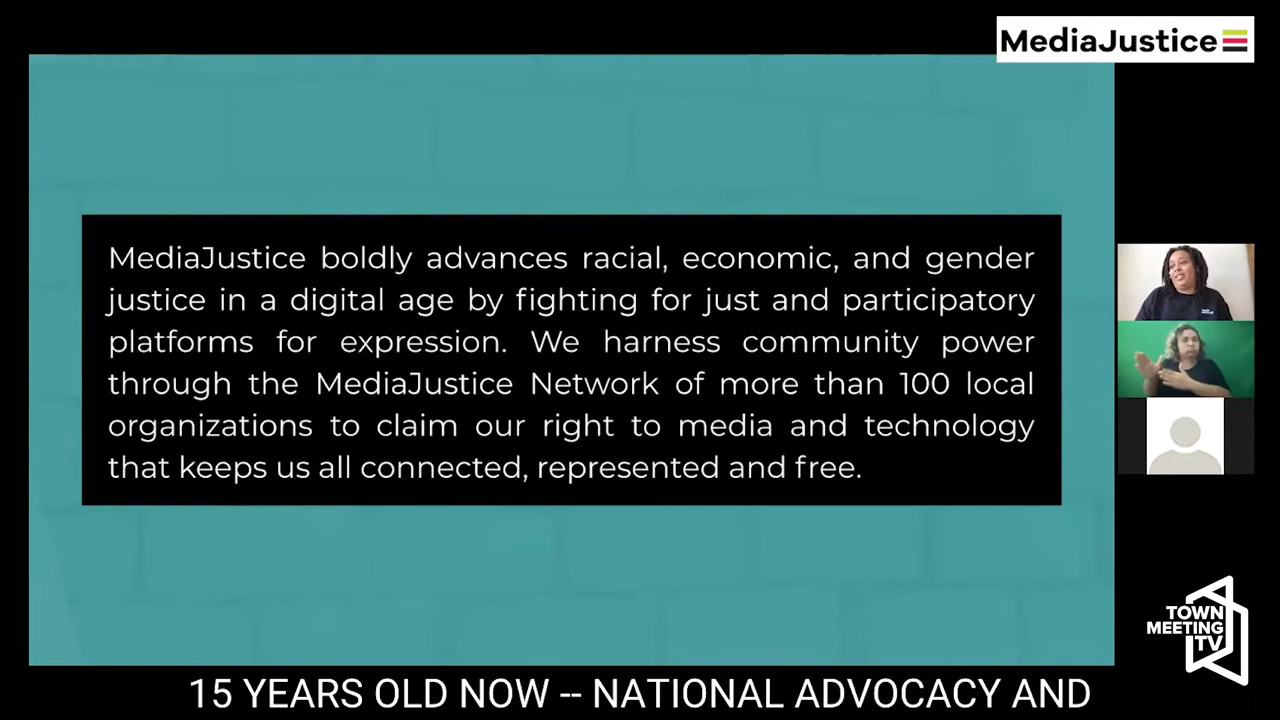 MediaJustice
MediaJustice boldly advances racial, economic, and gender
justice in a digital age by fighting for just and participatory
platforms for expression. We harness community power
through the MediaJustice Network of more than 100 local
organizations to claim our right to media and technology
that keeps us all connected, represented and free.
TOWN
MEETING
TV
15 YEARS OLD NOW -- NATIONAL ADVOCACY AND